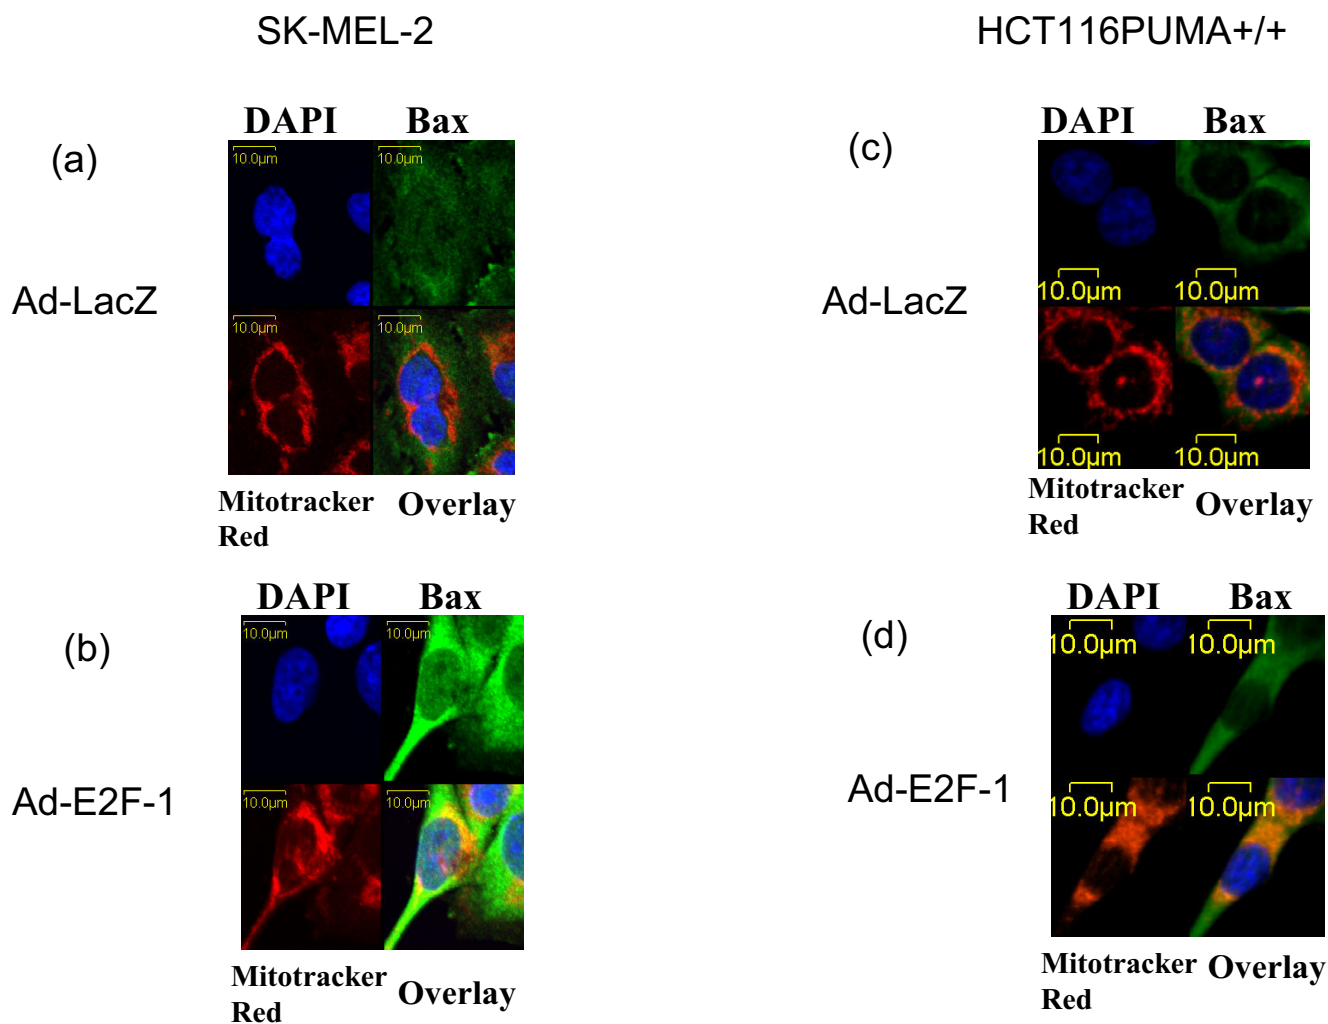 SK-MEL-2
HCT116PUMA+/+
(a)
DAPI Bax
10.0μm 10.0μm
Ad-LacZ
10.0μm
Mitotracker Red
Overlay
(c)
DAPI Bax
10.0μm 10.0μm
Ad-LacZ
10.0μm 10.0μm
Mitotracker Red
Overlay
(b)
DAPI Bax
10.0μm 10.0μm
Ad-E2F-1
10.0μm 10.0μm
Mitotracker Red
Overlay
(d)
DAPI Bax
10.0μm 10.0μm
Ad-E2F-1
10.0μm 10.0μm
Mitotracker Red
Overlay